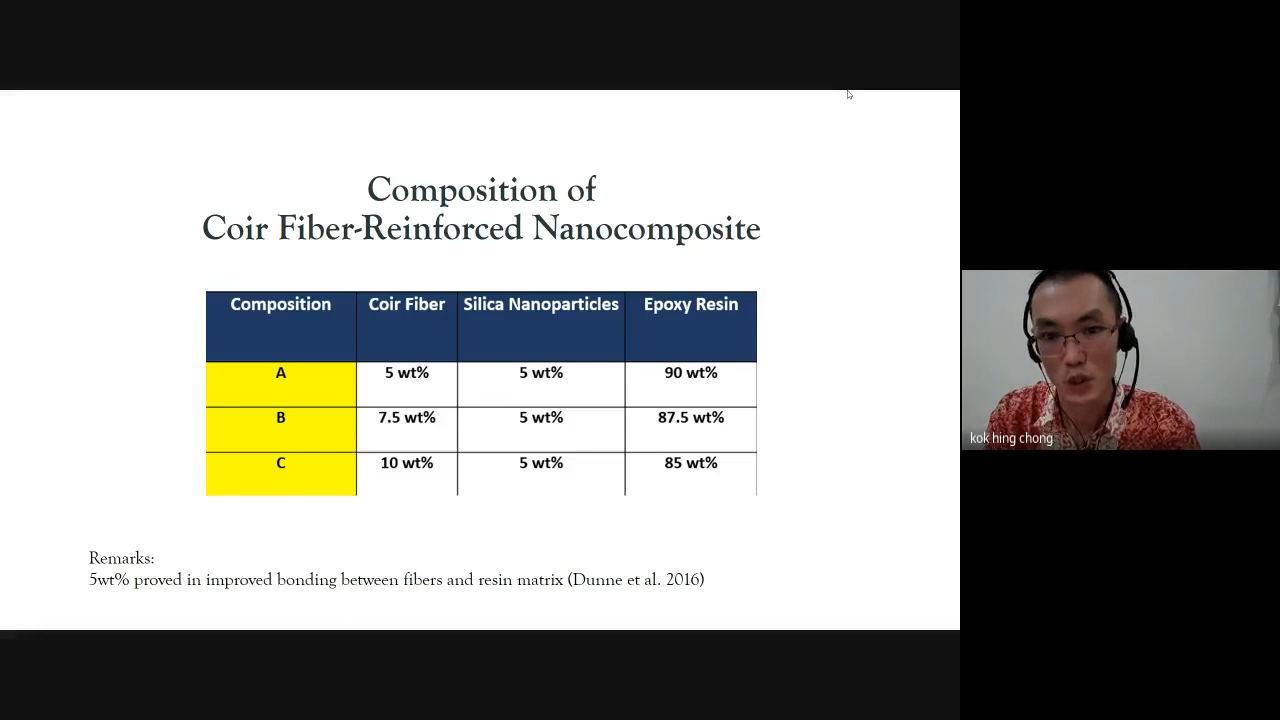 Composition of
Coir Fiber-Reinforced Nanocomposite
Composition Coir Fiber Silica Nanoparticles Epoxy Resin
A 5 wt% 5 wt% 90 wt%
B 7.5 wt% 5 wt% 87.5 wt%
C 10 wt% 5 wt% 85 wt%
Remarks:
5wt% proved in improved bonding between fibers and resin matrix (Dunne et al. 2016)
kok hing chong